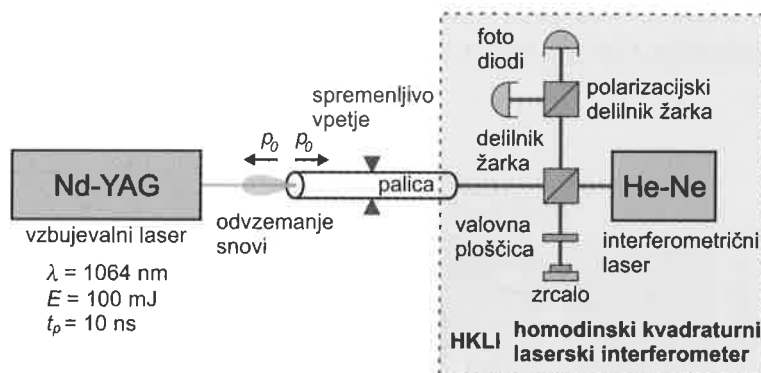 Nd-YAG
vzbujevalni laser
λ = 1064 nm
E = 100 mJ
tₚ = 10 ns
p₀ p₀
odvzemanje
snovi
spremenljivo
vpetje
palica
foto
diodi
polarizacijski
delilnik žarka
delilnik
žarka
He-Ne
interferometrični
laser
valovna
ploščica
zrcalo
HKLI homodinski kvadraturni
laserski interferometer